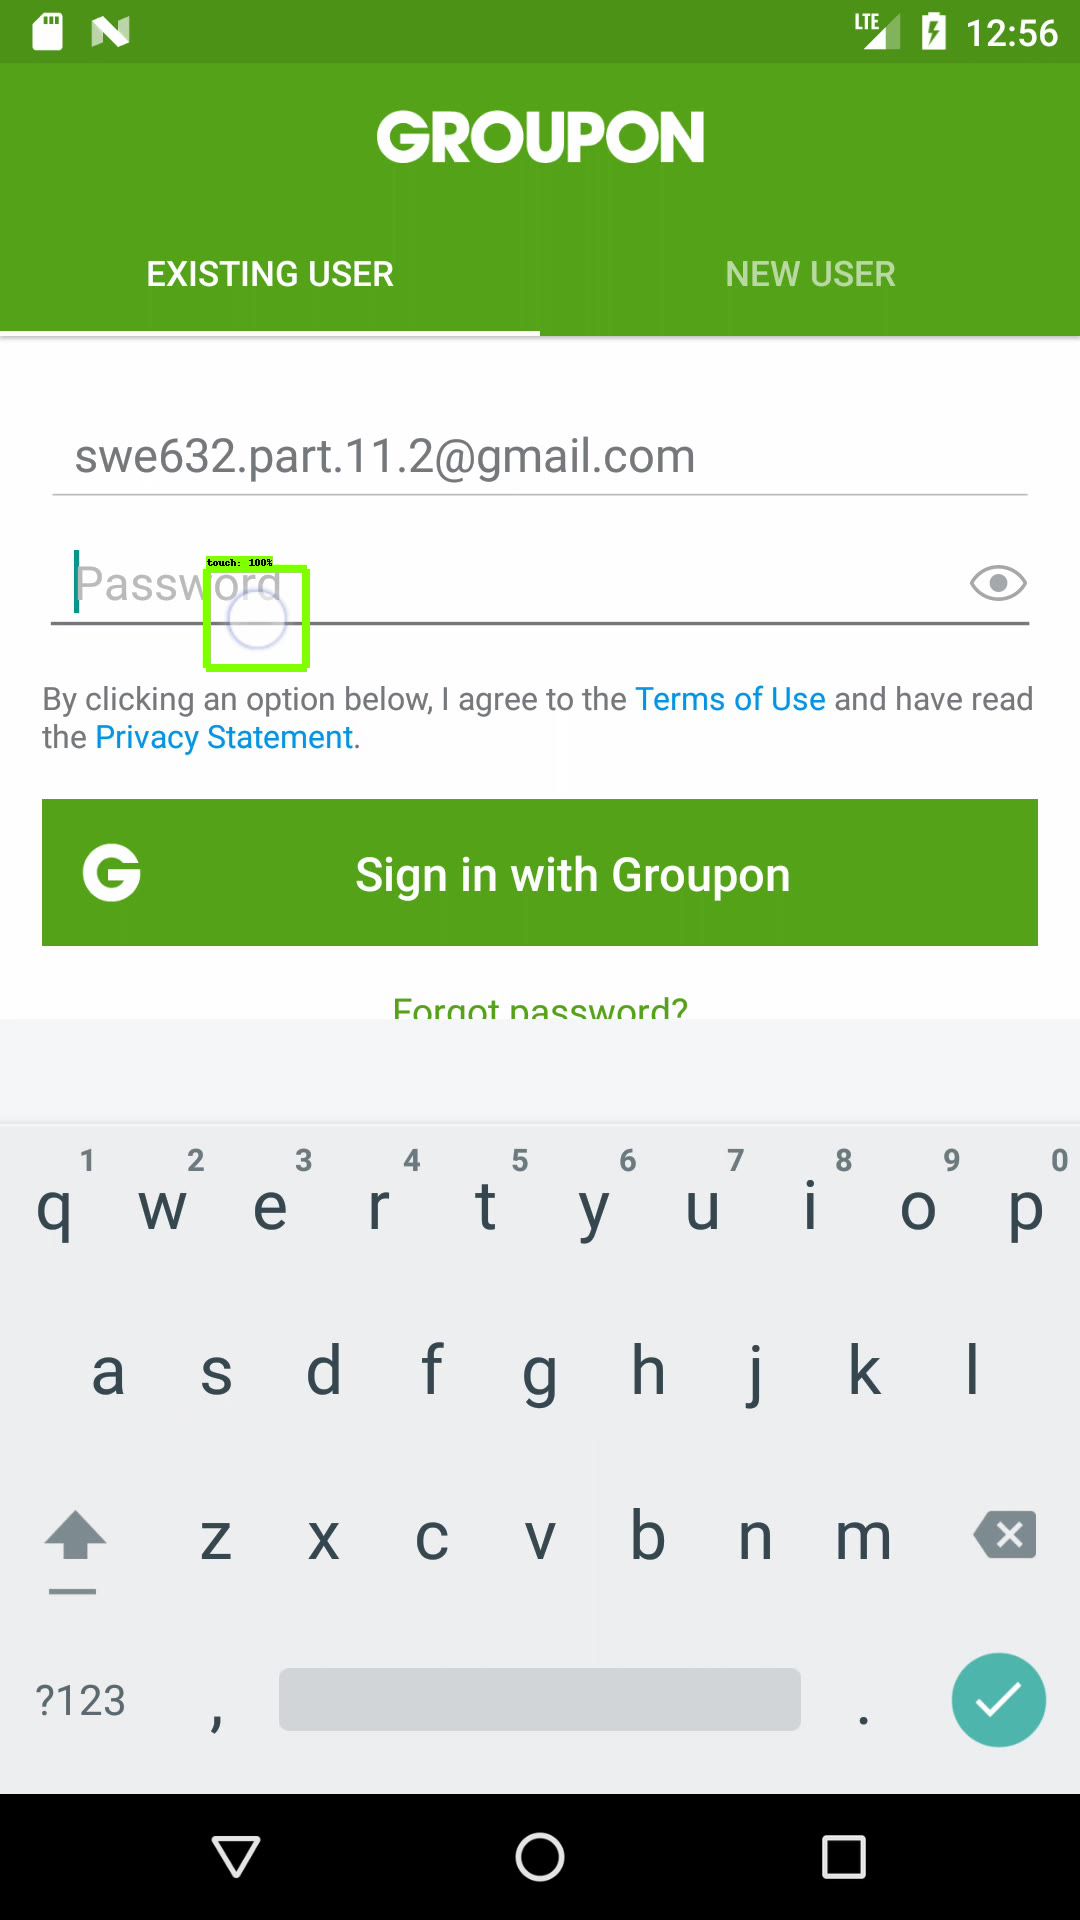 LTE 12:56
GROUPON
EXISTING USER NEW USER
swe632.part.11.2@gmail.com
touch: 100%
Password
By clicking an option below, I agree to the Terms of Use and have read
the Privacy Statement.
G Sign in with Groupon
Forgot password?
1 2 3 4 5 6 7 8 9 0
q w e r t y u i o p
a s d f g h j k l
z x c v b n m
?123 , .